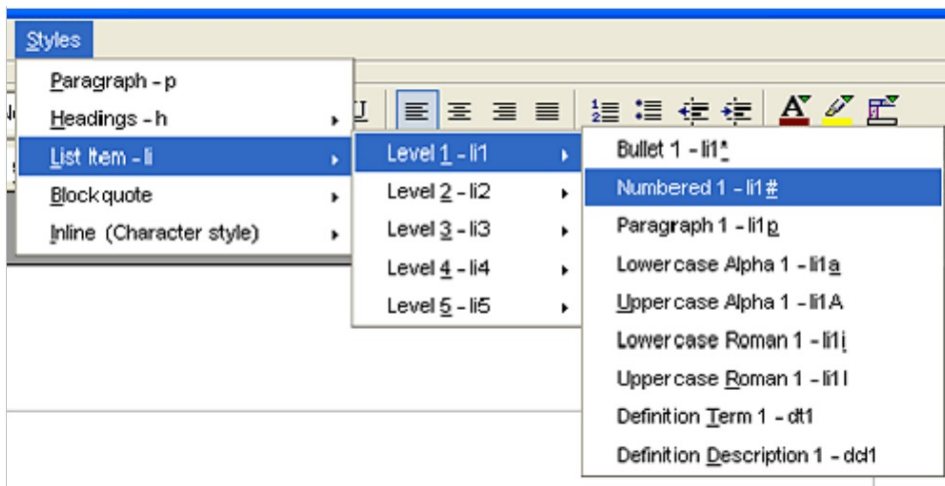 Styles
Paragraph - p
Headings - h
List Item - li
Blockquote
Inline (Character style)
Level 1 - li1
Level 2 - li2
Level 3 - li3
Level 4 - li4
Level 5 - li5
Bullet 1 - li1*
Numbered 1 - li1#
Paragraph 1 - li1p
Lowercase Alpha 1 - li1a
Uppercase Alpha 1 - li1A
Lowercase Roman 1 - li1i
Uppercase Roman 1 - li1I
Definition Term 1 - dt1
Definition Description 1 - dd1